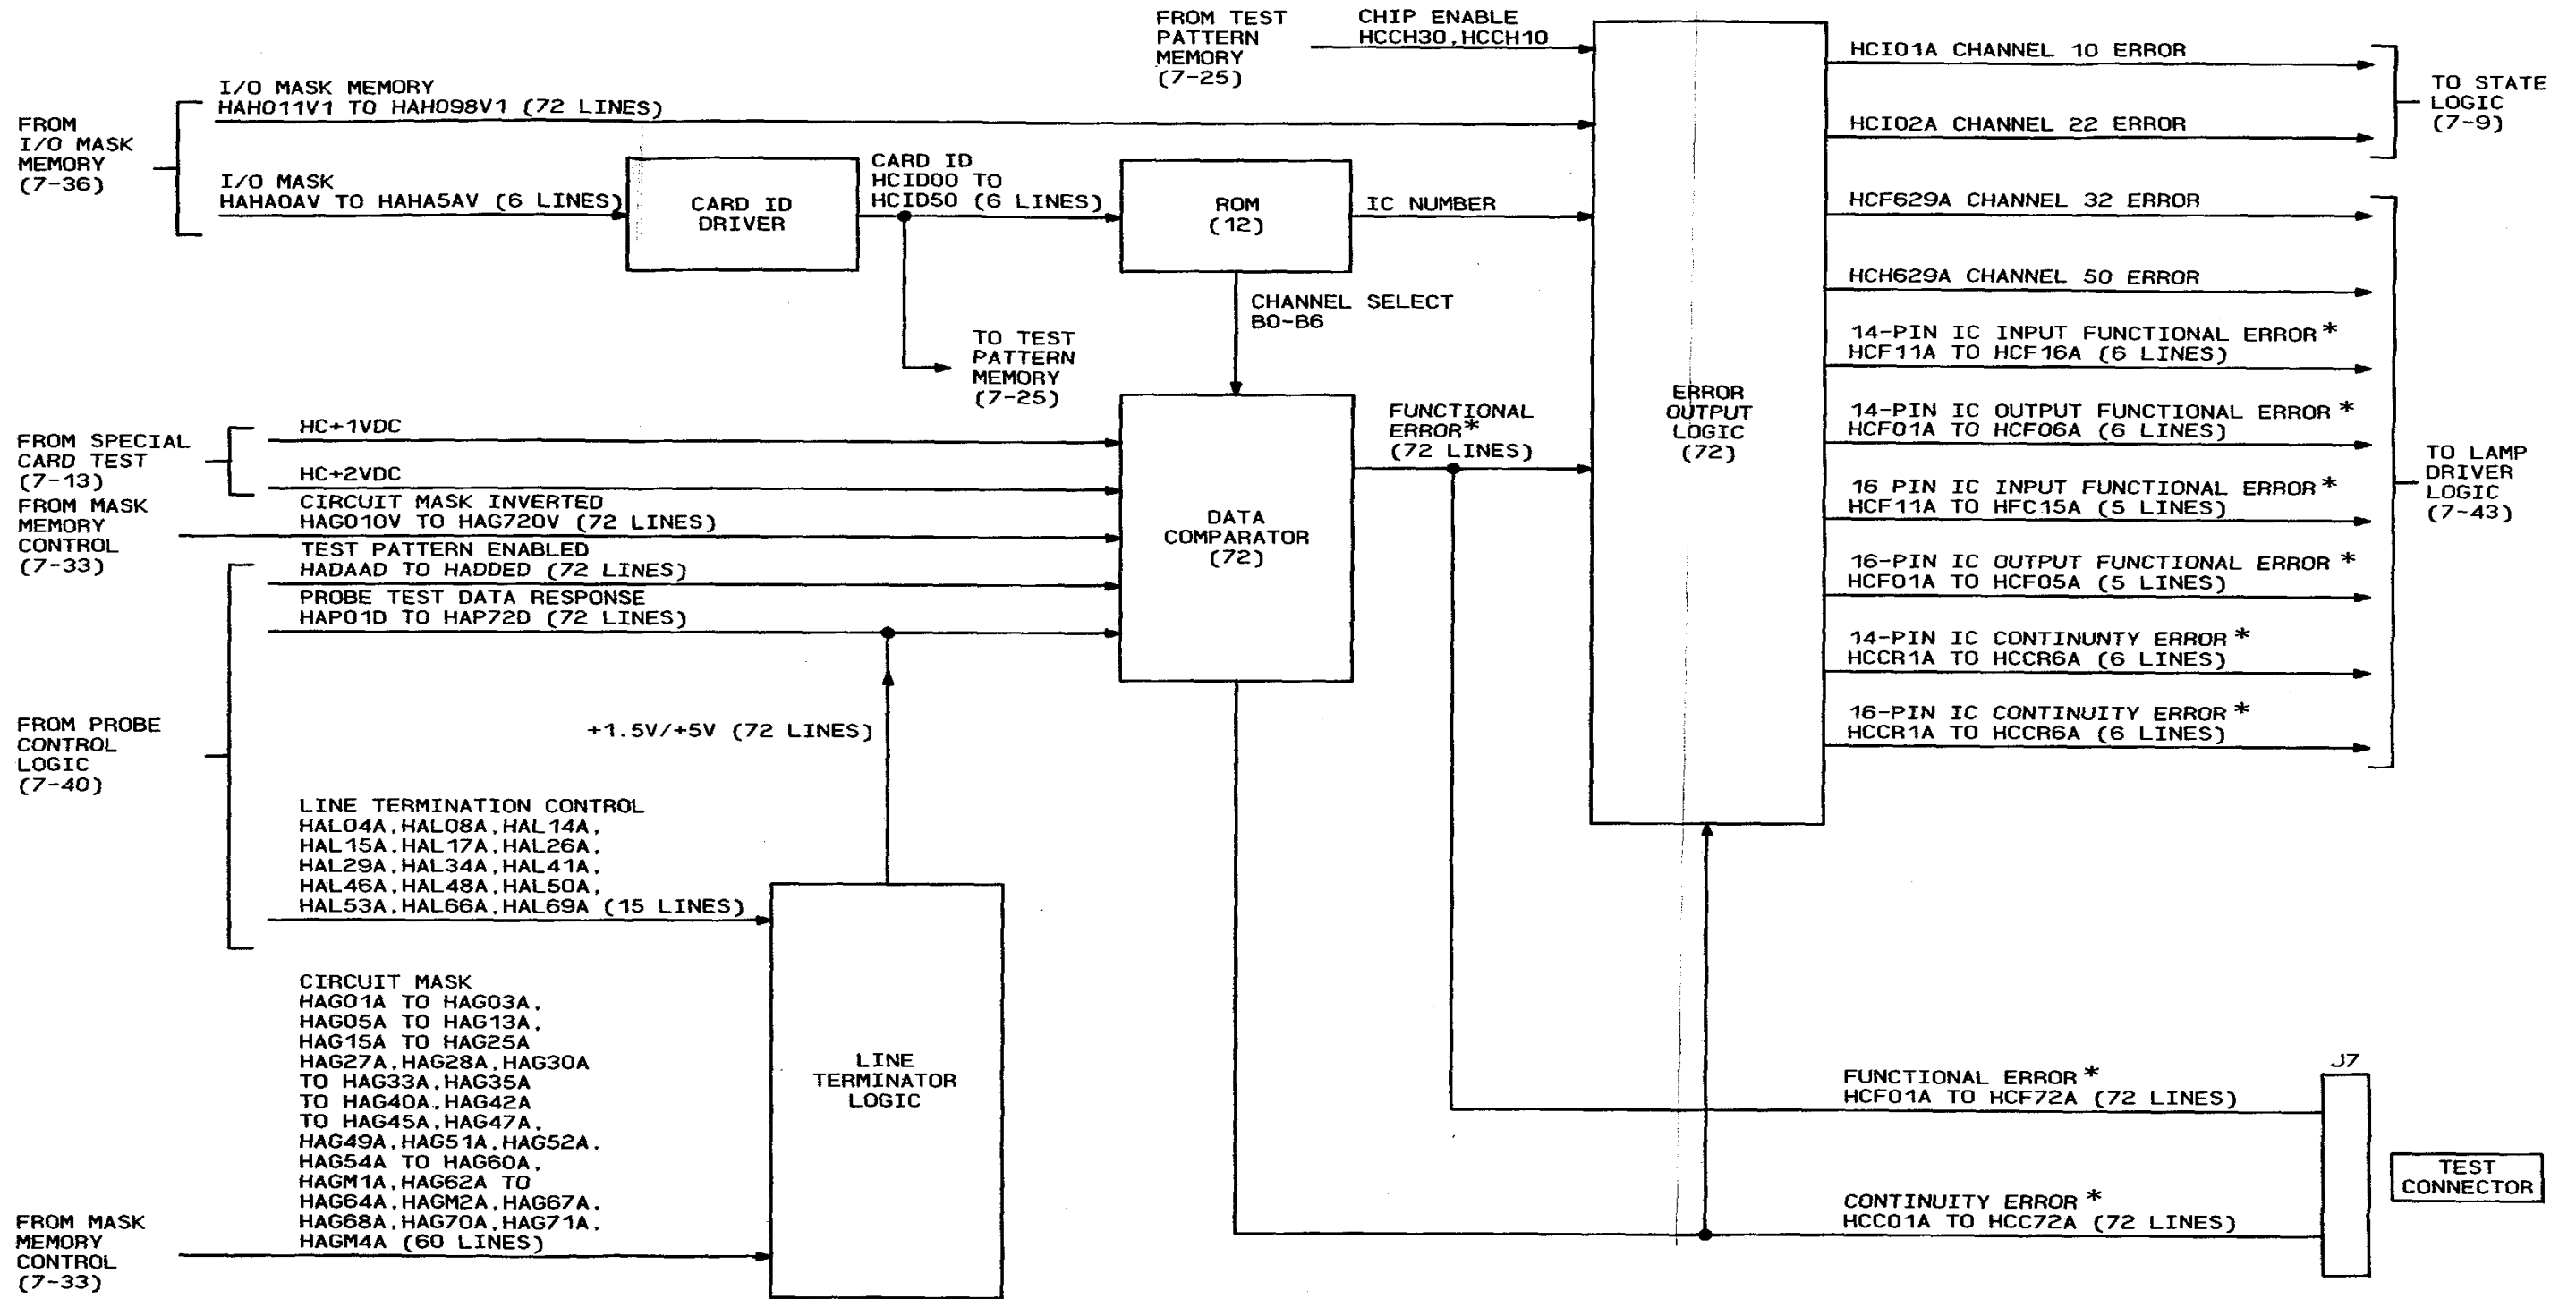 FROM TEST
PATTERN
MEMORY
(7-25)
CHIP ENABLE
HCCH30,HCCH10
HCI01A CHANNEL 10 ERROR
HCI02A CHANNEL 22 ERROR
TO STATE
LOGIC
(7-9)
FROM
I/O MASK
MEMORY
(7-36)
I/O MASK MEMORY
HAH011V1 TO HAH098V1 (72 LINES)
I/O MASK
HAHA0AV TO HAHA5AV (6 LINES)
CARD ID
DRIVER
CARD ID
HCID00 TO
HCID50 (6 LINES)
ROM
(12)
IC NUMBER
CHANNEL SELECT
B0-B6
TO TEST
PATTERN
MEMORY
(7-25)
HCF629A CHANNEL 32 ERROR
HCH629A CHANNEL 50 ERROR
14-PIN IC INPUT FUNCTIONAL ERROR*
HCF11A TO HCF16A (6 LINES)
14-PIN IC OUTPUT FUNCTIONAL ERROR*
HCF01A TO HCF06A (6 LINES)
16 PIN IC INPUT FUNCTIONAL ERROR*
HCF11A TO HFC15A (5 LINES)
16-PIN IC OUTPUT FUNCTIONAL ERROR*
HCF01A TO HCF05A (5 LINES)
14-PIN IC CONTINUNTY ERROR*
HCCR1A TO HCCR6A (6 LINES)
16-PIN IC CONTINUITY ERROR*
HCCR1A TO HCCR6A (6 LINES)
TO LAMP
DRIVER
LOGIC
(7-43)
ERROR
OUTPUT
LOGIC
(72)
FROM SPECIAL
CARD TEST
(7-13)
HC+1VDC
HC+2VDC
FROM MASK
MEMORY
CONTROL
(7-33)
CIRCUIT MASK INVERTED
HAG010V TO HAG720V (72 LINES)
TEST PATTERN ENABLED
HADAAD TO HADDED (72 LINES)
PROBE TEST DATA RESPONSE
HAP01D TO HAP72D (72 LINES)
DATA
COMPARATOR
(72)
FUNCTIONAL
ERROR*
(72 LINES)
FROM PROBE
CONTROL
LOGIC
(7-40)
+1.5V/+5V (72 LINES)
LINE TERMINATION CONTROL
HAL04A,HAL08A,HAL14A,
HAL15A,HAL17A,HAL26A,
HAL29A,HAL34A,HAL41A,
HAL46A,HAL48A,HAL50A,
HAL53A,HAL66A,HAL69A (15 LINES)
CIRCUIT MASK
HAG01A TO HAG03A,
HAG05A TO HAG13A,
HAG15A TO HAG25A
HAG27A,HAG28A,HAG30A
TO HAG33A,HAG35A
TO HAG40A,HAG42A
TO HAG45A,HAG47A,
HAG49A,HAG51A,HAG52A,
HAG54A TO HAG60A,
HAGM1A,HAG62A TO
HAG64A,HAGM2A,HAG67A,
HAG68A,HAG70A,HAG71A,
HAGM4A (60 LINES)
FROM MASK
MEMORY
CONTROL
(7-33)
LINE
TERMINATOR
LOGIC
FUNCTIONAL ERROR*
HCF01A TO HCF72A (72 LINES)
CONTINUITY ERROR*
HCC01A TO HCC72A (72 LINES)
J7
TEST
CONNECTOR